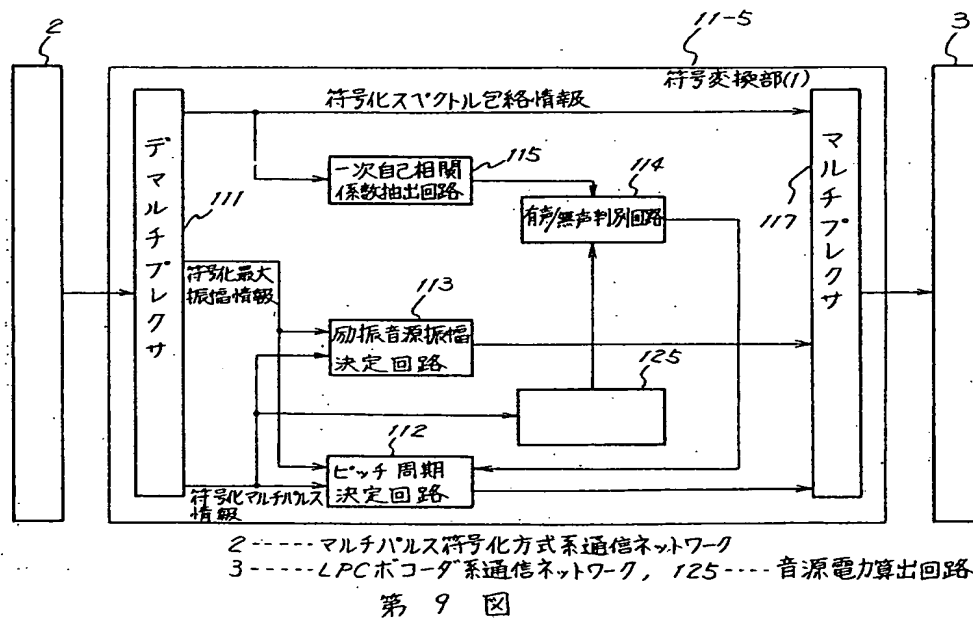 2
11-5
3
符号変換部(1)
符号化スペクトル包絡情報
デマルチプレクサ
111
一次自己相関
係数抽出回路
115
114
有声/無声判別回路
マルチプレクサ
117
符号化最大
振幅情報
113
励振音源振幅
決定回路
125
112
ピッチ周期
決定回路
符号化マルチパルス
情報
2-----マルチパルス符号化方式系通信ネットワーク
3-----LPCボコーダ系通信ネットワーク, 125----音源電力算出回路
第 9 図